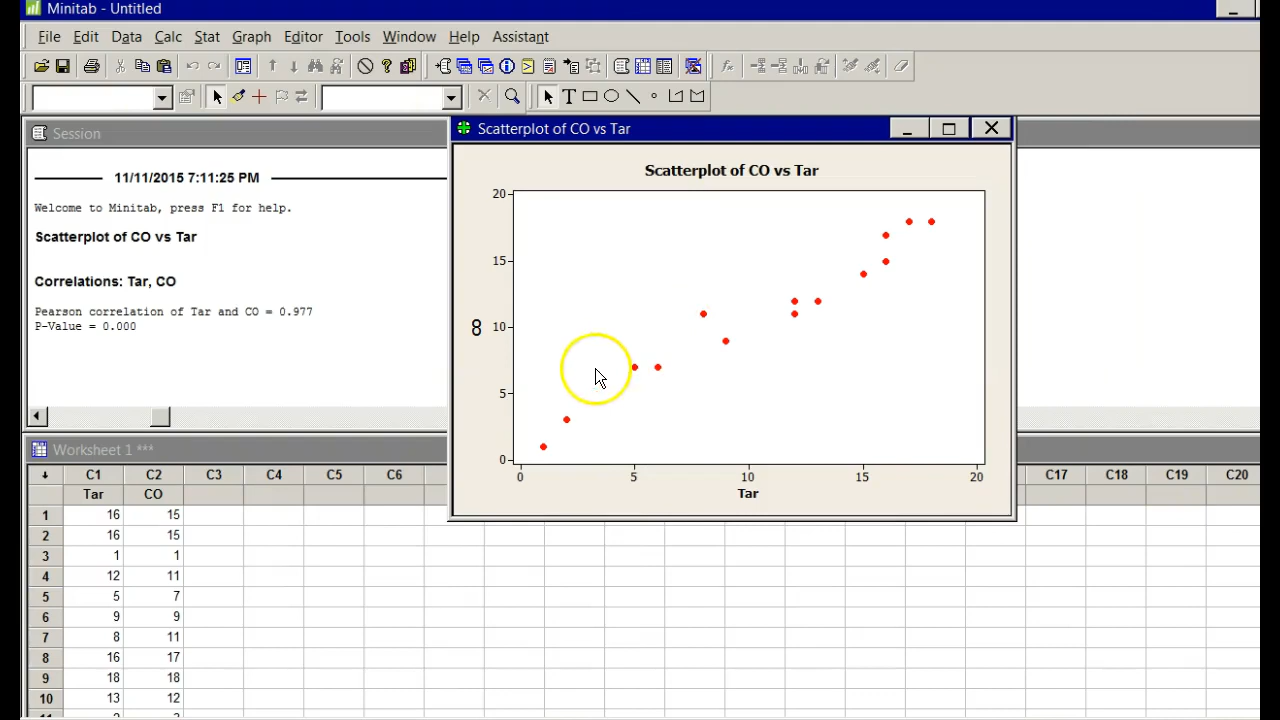 Minitab - Untitled
File Edit Data Calc Stat Graph Editor Tools Window Help Assistant
Session
11/11/2015 7:11:25 PM
Welcome to Minitab, press F1 for help.
Scatterplot of CO vs Tar
Correlations: Tar, CO
Pearson correlation of Tar and CO = 0.977
P-Value = 0.000
Scatterplot of CO vs Tar
Scatterplot of CO vs Tar
20
15
10
5
0
CO
0 5 10 15 20
Tar
Worksheet 1 ***
C1 C2 C3 C4 C5 C6 C17 C18 C19 C20
Tar CO
1 16 15
2 16 15
3 1 1
4 12 11
5 5 7
6 9 9
7 8 11
8 16 17
9 18 18
10 13 12